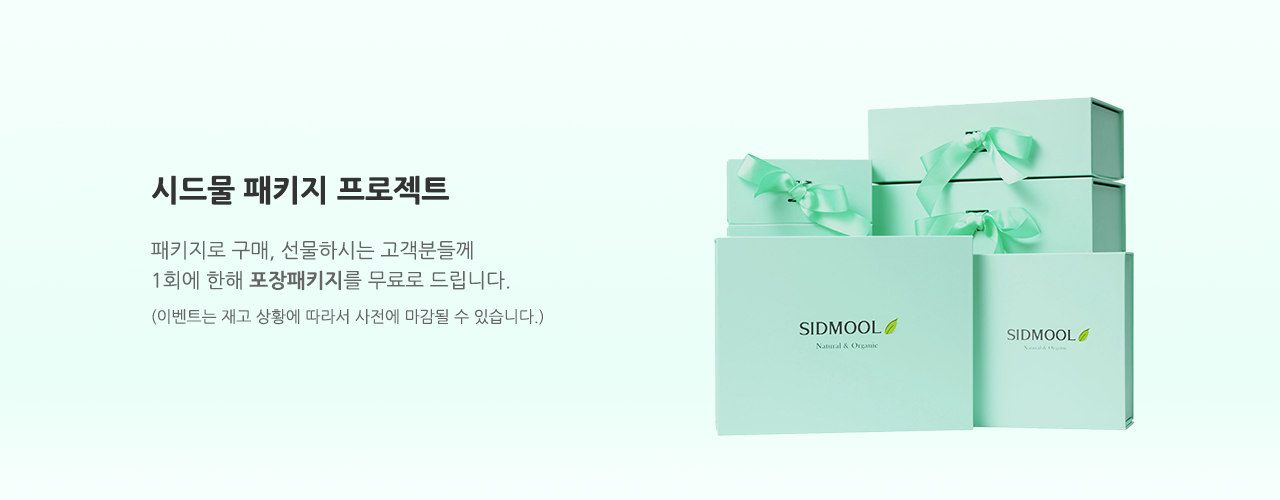 시드물 패키지 프로젝트
패키지로 구매, 선물하시는 고객분들께
1회에 한해 포장패키지를 무료로 드립니다.
(이벤트는 재고 상황에 따라서 사전에 마감될 수 있습니다.)
SIDMOOL
Natural & Organic
SIDMOOL
Natural & Organic